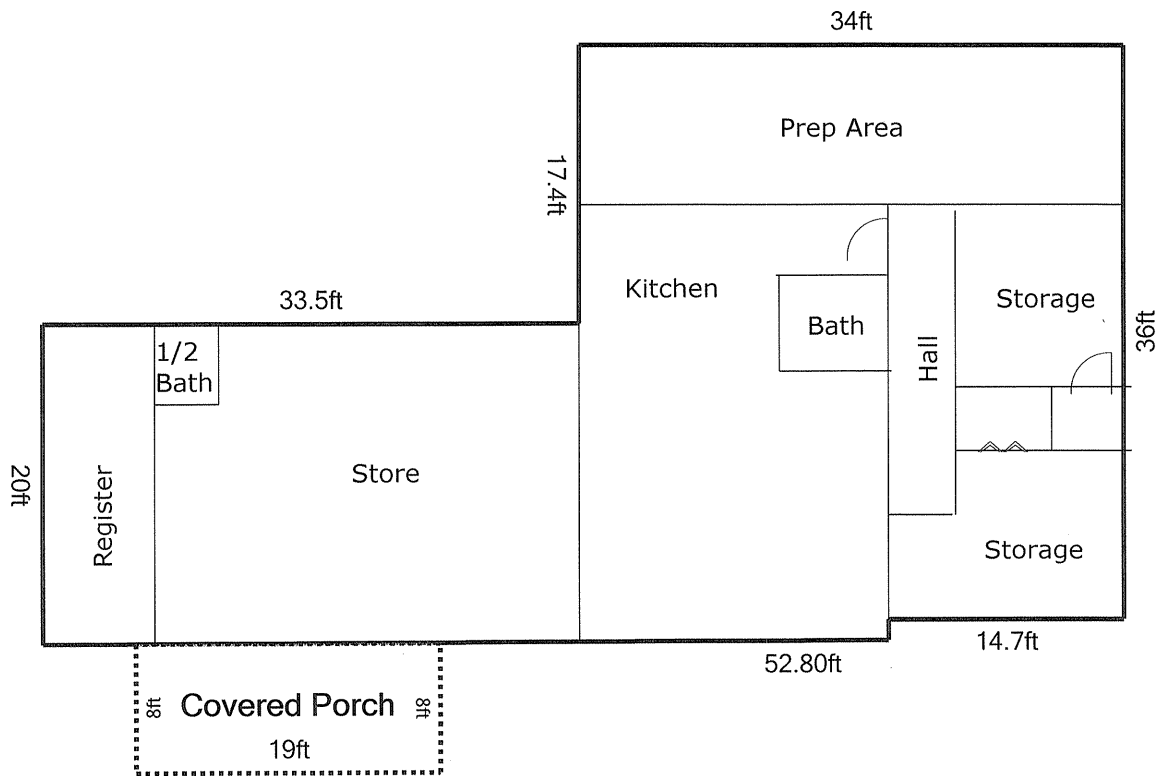 34ft
Prep Area
17.4ft
Kitchen
33.5ft
Storage
39ft
1/2
Bath
Bath
Hall
Store
20ft
Register
Storage
14.7ft
52.80ft
8ft
Covered Porch
8ft
19ft